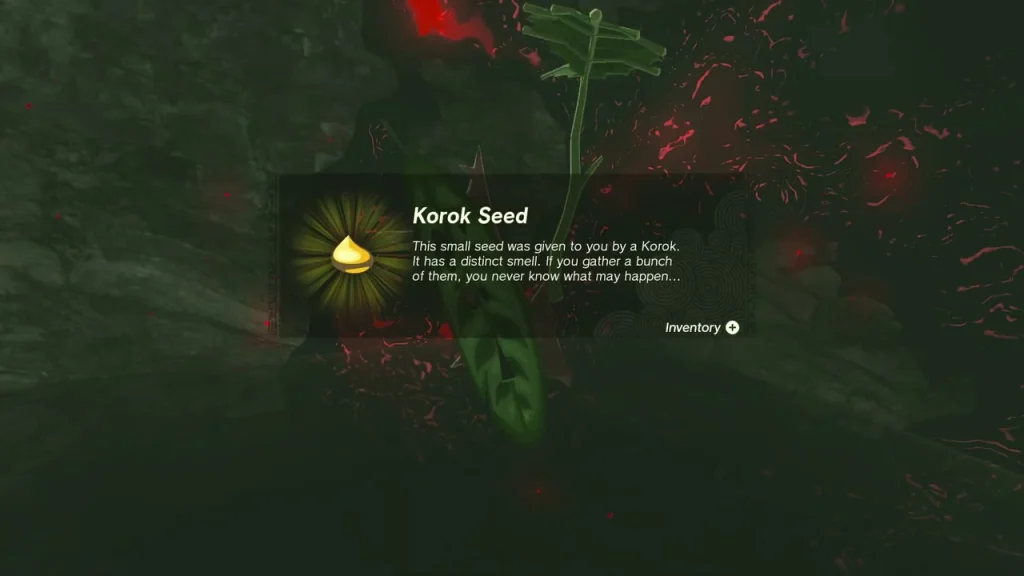 Korok Seed
This small seed was given to you by a Korok.
It has a distinct smell. If you gather a bunch
of them, you never know what may happen...
Inventory